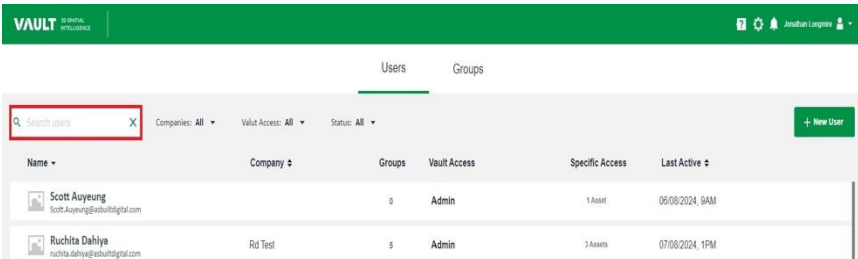 VAULT 3D SPATIAL INTELLIGENCE
? Jonathan Longmire
Users Groups
Search users X Companies: All Valut Access: All Status: All + New User
Name Company Groups Vault Access Specific Access Last Active
Scott Auyeung 0 Admin 1 Asset 06/08/2024, 9AM
Scott.Auyeung@asbuiltdigital.com
Ruchita Dahiya Rd Test 5 Admin 3 Assets 07/08/2024, 1PM
ruchita.dahiya@asbuiltdigital.com